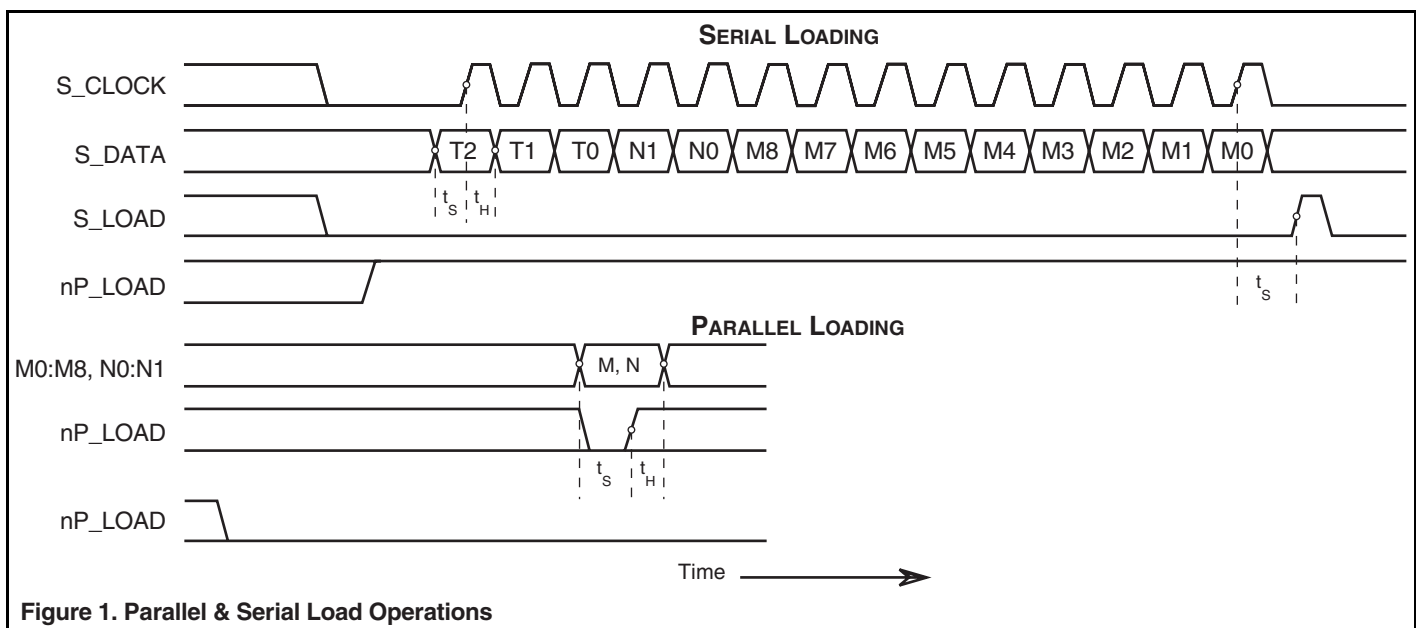 SERIAL LOADING
S_CLOCK
S_DATA T2 T1 T0 N1 N0 M8 M7 M6 M5 M4 M3 M2 M1 M0
tS tH
S_LOAD
nP_LOAD
tS
PARALLEL LOADING
M0:M8, N0:N1 M, N
nP_LOAD
tS tH
nP_LOAD
Time
Figure 1. Parallel & Serial Load Operations